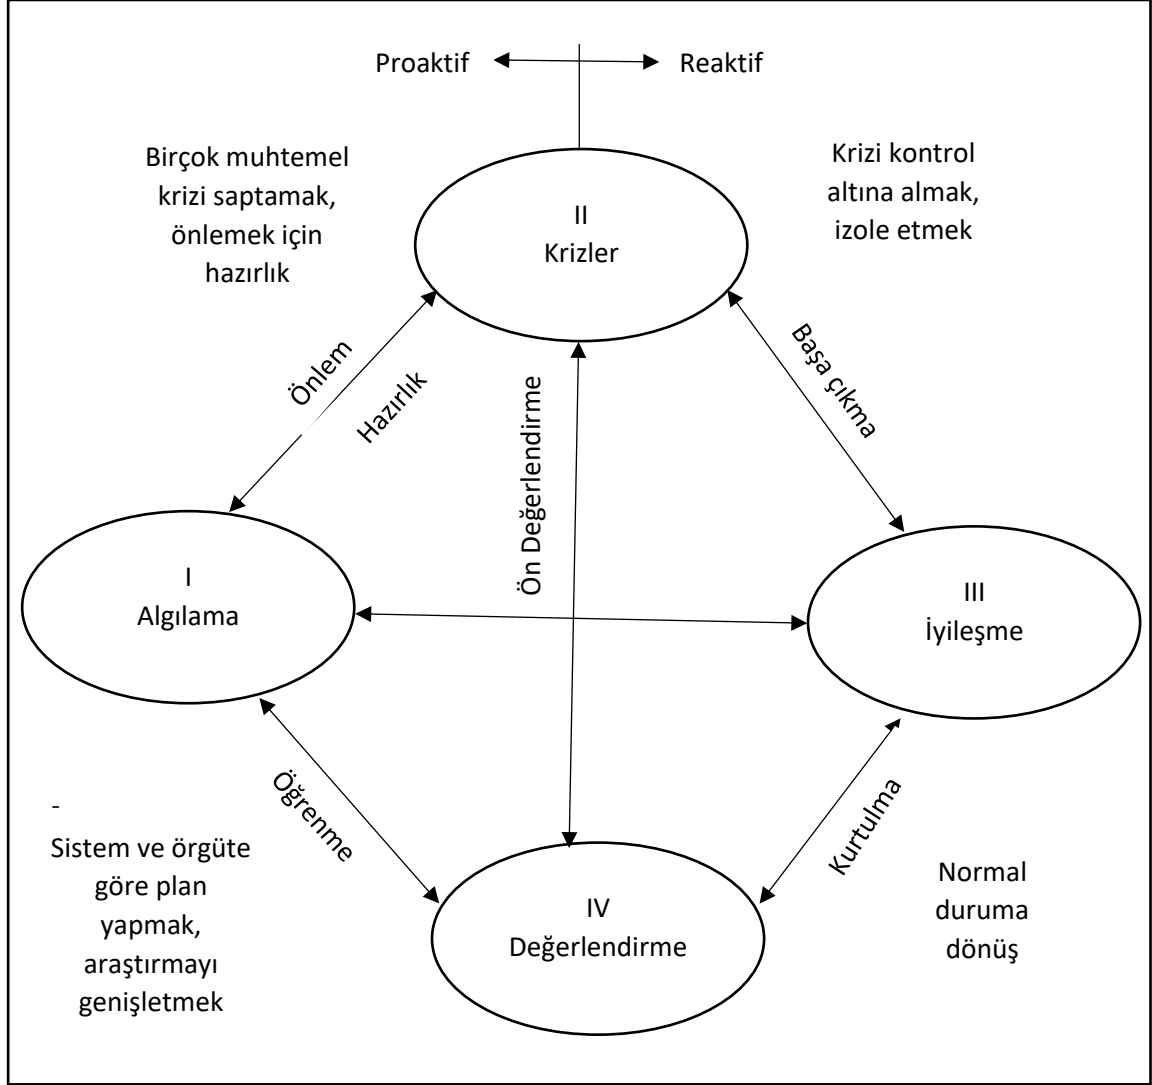 Proaktif
Reaktif
Birçok muhtemel
krizi saptamak,
önlemek için
hazırlık
Krizi kontrol
altına almak,
izole etmek
II
Krizler
Önlem
Hazırlık
Başa çıkma
Ön Değerlendirme
I
Algılama
III
İyileşme
Öğrenme
Kurtulma
-
Sistem ve örgüte
göre plan
yapmak,
araştırmayı
genişletmek
IV
Değerlendirme
Normal
duruma
dönüş